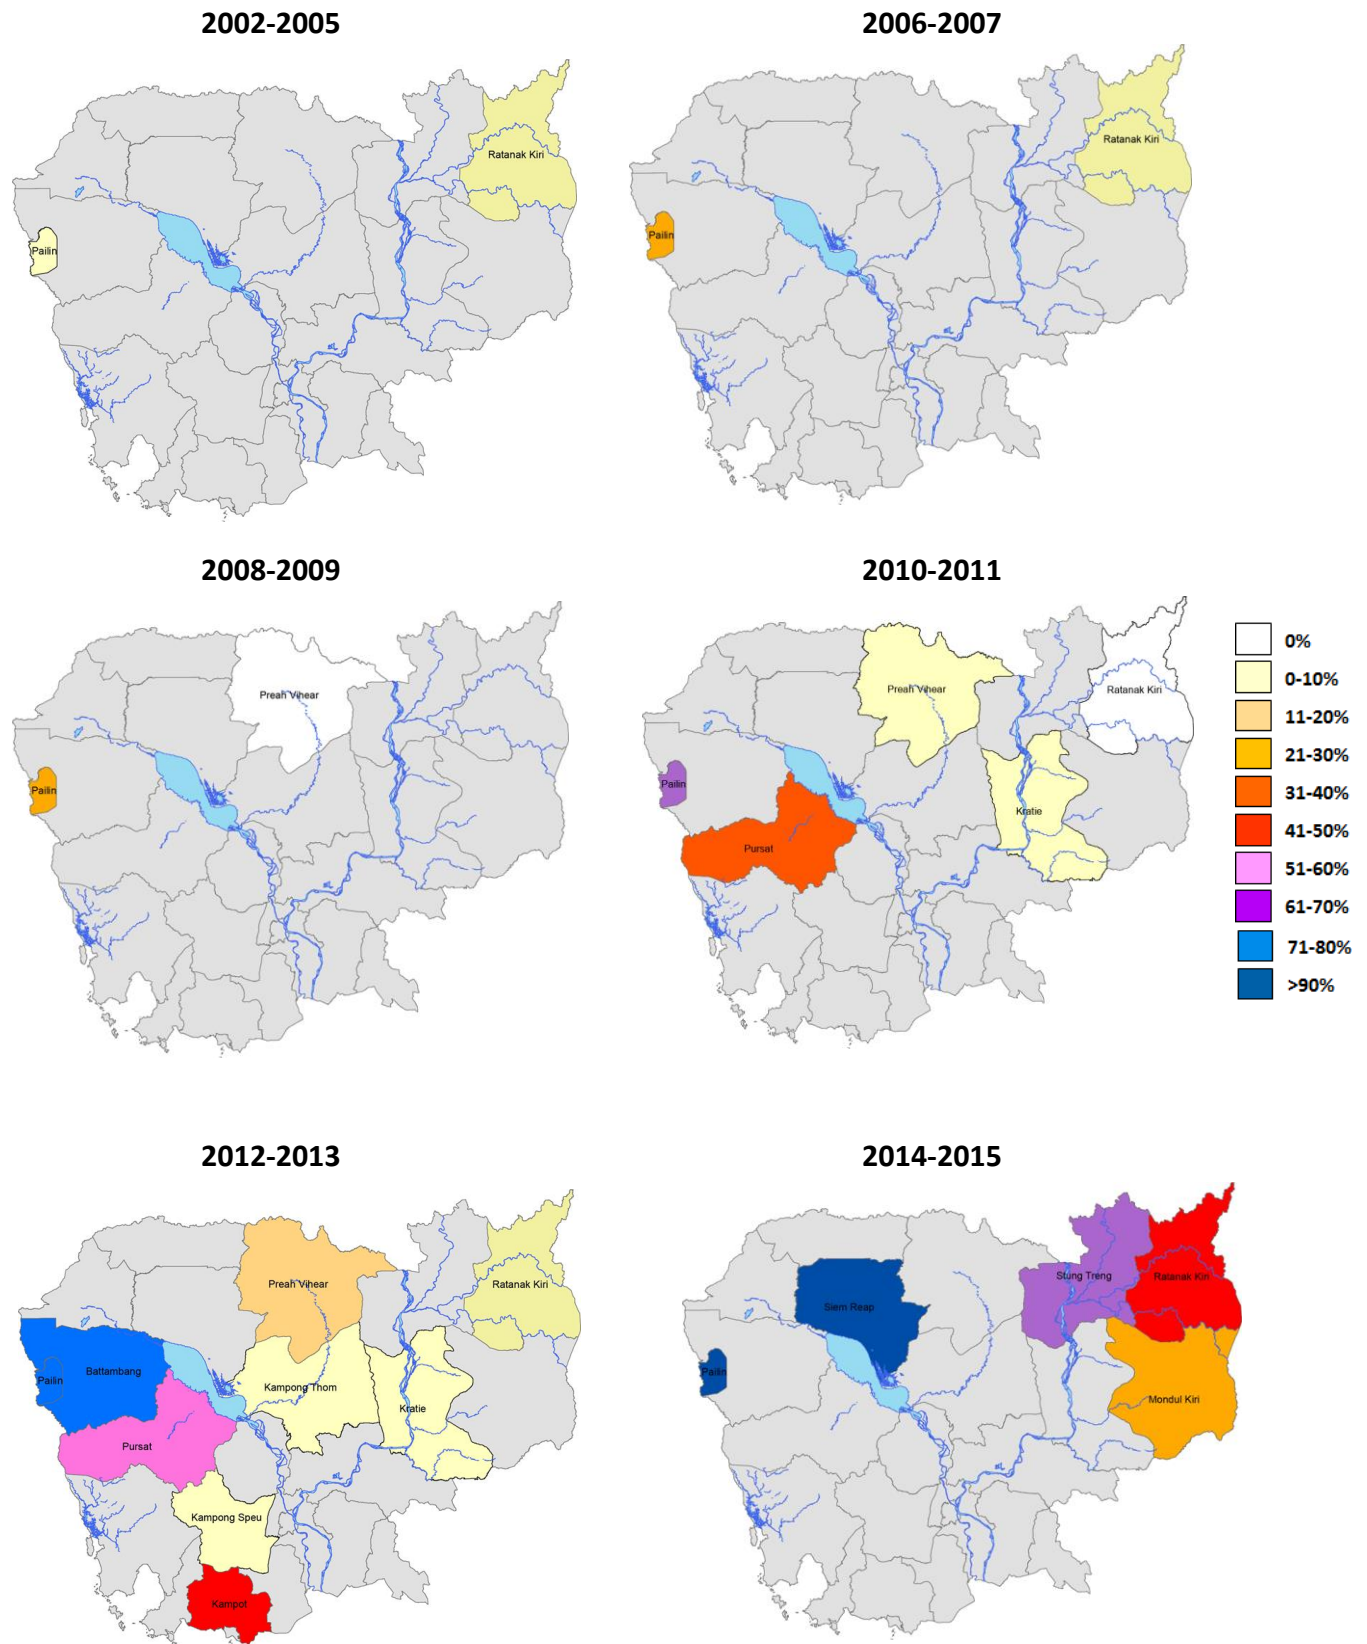 2002-2005
2006-2007
Ratanak Kiri
Pailin
Ratanak Kiri
Pailin
2008-2009
2010-2011
Preah Vihear
Pailin
Preah Vihear
Ratanak Kiri
Pailin
Kratie
Pursat
0%
0-10%
11-20%
21-30%
31-40%
41-50%
51-60%
61-70%
71-80%
>90%
2012-2013
2014-2015
Preah Vihear
Ratanak Kiri
Battambang
Pailin
Kampong Thom
Kratie
Pursat
Kampong Speu
Kampot
Stung Treng
Ratanak Kiri
Siem Reap
Pailin
Mondul Kiri